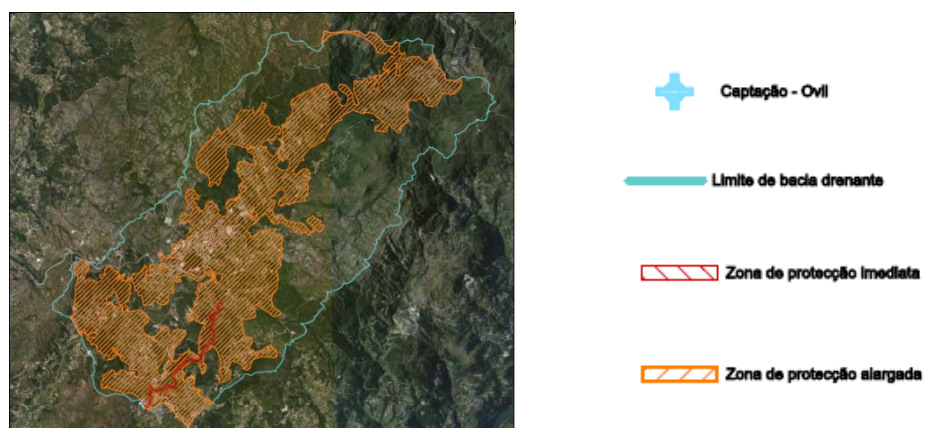 Captação - Ovil
Limite de bacia drenante
Zona de protecção imediata
Zona de protecção alargada